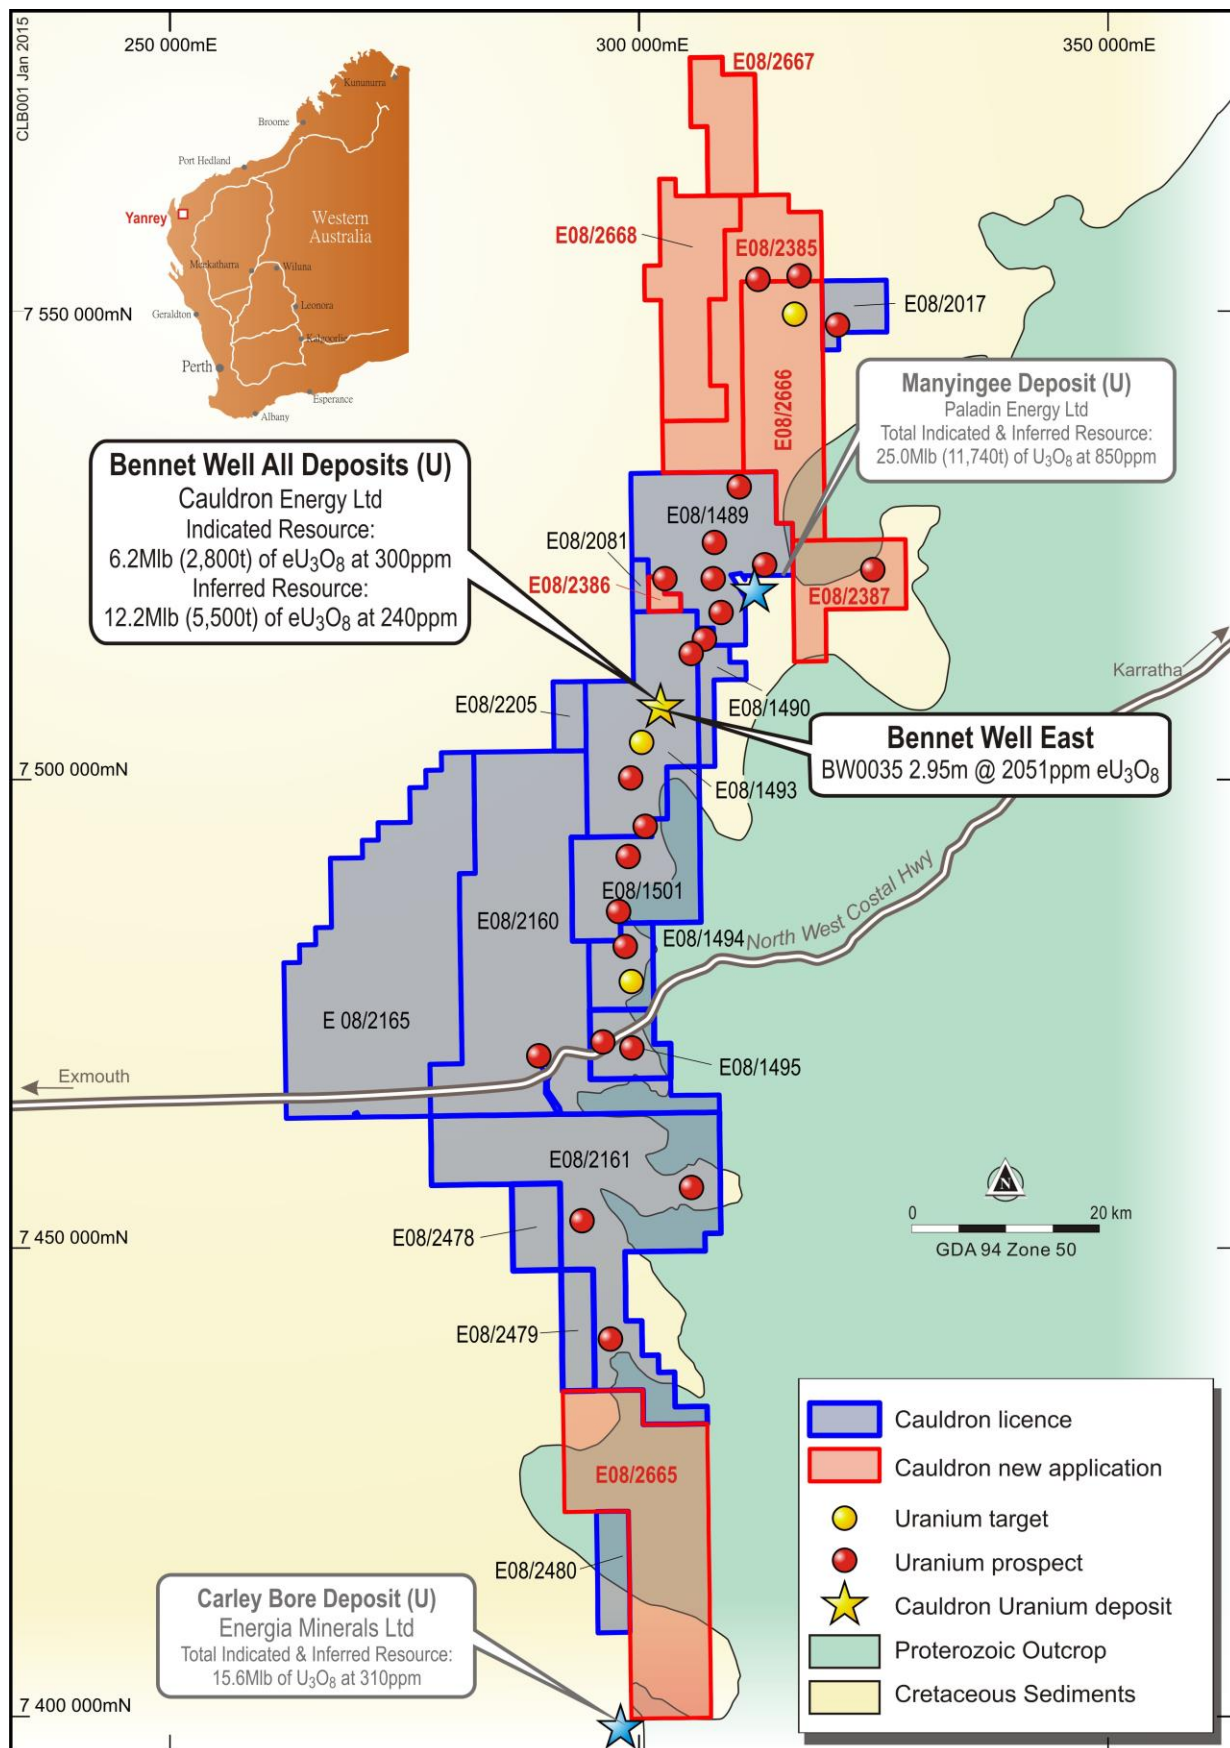 CLB001 Jan 2015
250 000mE
300 000mE
350 000mE
7 550 000mN
7 500 000mN
7 450 000mN
7 400 000mN
Kununurra
Broome
Port Hedland
Yanrey
Western
Australia
Meekatharra
Wiluna
Geraldton
Leonora
Kalgoorlie
Perth
Esperance
Albany
E08/2667
E08/2668
E08/2385
E08/2017
E08/2666
Manyingee Deposit (U)
Paladin Energy Ltd
Total Indicated & Inferred Resource:
25.0Mlb (11,740t) of U₃O₈ at 850ppm
Bennet Well All Deposits (U)
Cauldron Energy Ltd
Indicated Resource:
6.2Mlb (2,800t) of eU₃O₈ at 300ppm
Inferred Resource:
12.2Mlb (5,500t) of eU₃O₈ at 240ppm
E08/1489
E08/2081
E08/2386
E08/2387
Karratha
E08/2205
E08/1490
Bennet Well East
BW0035 2.95m @ 2051ppm eU₃O₈
E08/1493
E08/1501
E08/2160
E08/1494
North West Costal Hwy
E 08/2165
E08/1495
Exmouth
E08/2161
E08/2478
N
0 20 km
GDA 94 Zone 50
E08/2479
E08/2665
E08/2480
Carley Bore Deposit (U)
Energia Minerals Ltd
Total Indicated & Inferred Resource:
15.6Mlb of U₃O₈ at 310ppm
Cauldron licence
Cauldron new application
Uranium target
Uranium prospect
Cauldron Uranium deposit
Proterozoic Outcrop
Cretaceous Sediments